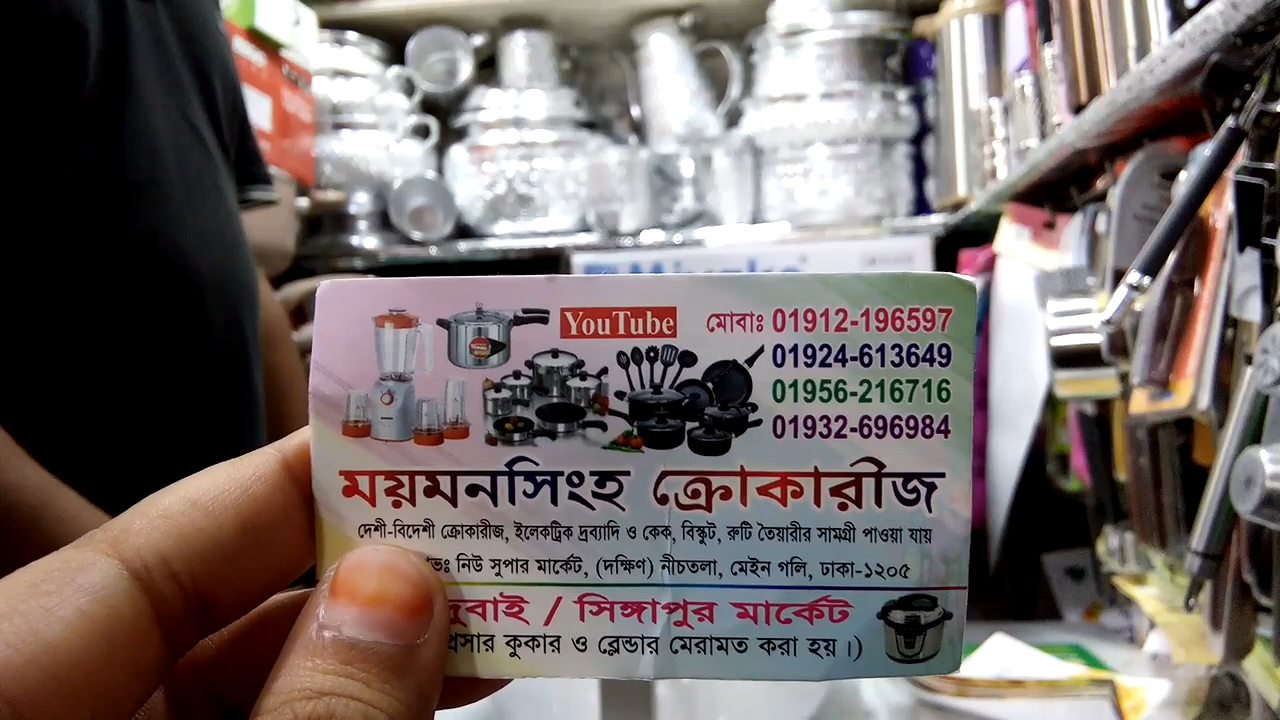 YouTube
মোবাঃ 01912-196597
01924-613649
01956-216716
01932-696984
ময়মনসিংহ ক্রোকারীজ
দেশী-বিদেশী ক্রোকারীজ, ইলেকট্রিক দ্রব্যাদি ও কেক, বিস্কুট, রুটি তৈয়ারীর সামগ্রী পাওয়া যায়
নিউ সুপার মার্কেট, (দক্ষিণ) নীচতলা, মেইন গলি, ঢাকা-১২০৫
দুবাই / সিঙ্গাপুর মার্কেট
কুকার ও ব্লেন্ডার মেরামত করা হয়।)